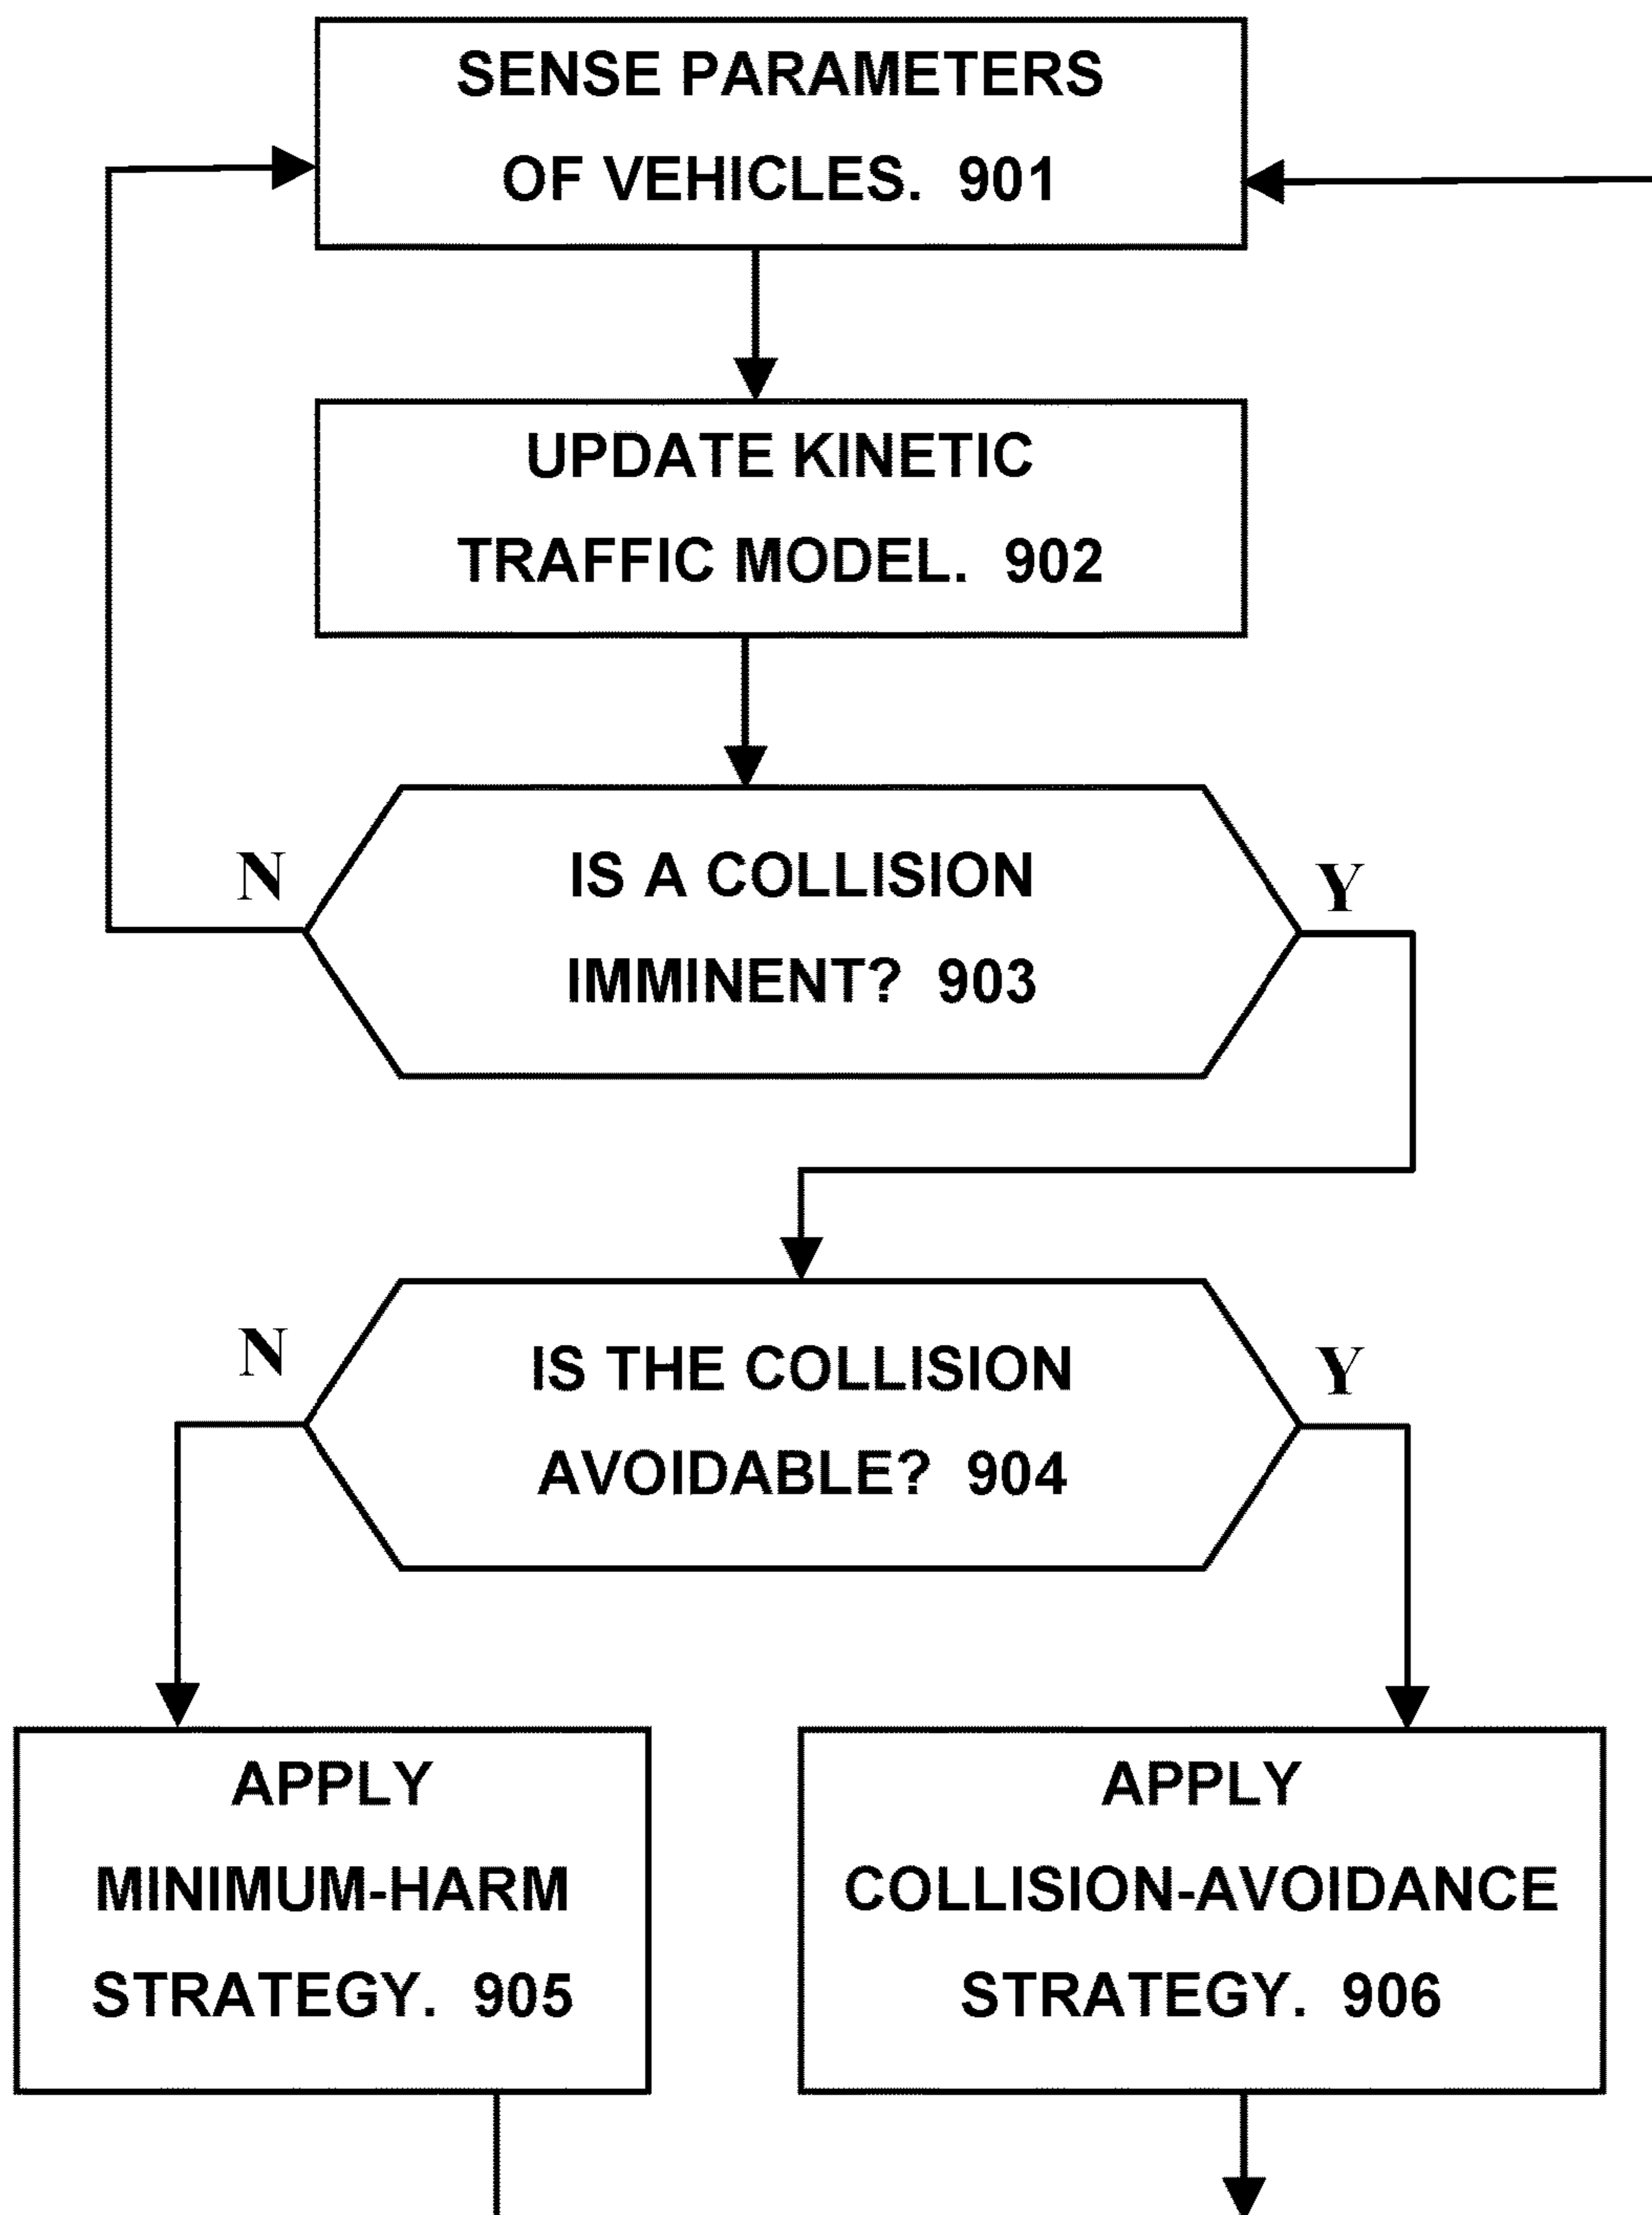 SENSE PARAMETERS
OF VEHICLES. 901
UPDATE KINETIC
TRAFFIC MODEL. 902
N
Y
IS A COLLISION
IMMINENT? 903
N
Y
IS THE COLLISION
AVOIDABLE? 904
APPLY
MINIMUM-HARM
STRATEGY. 905
APPLY
COLLISION-AVOIDANCE
STRATEGY. 906